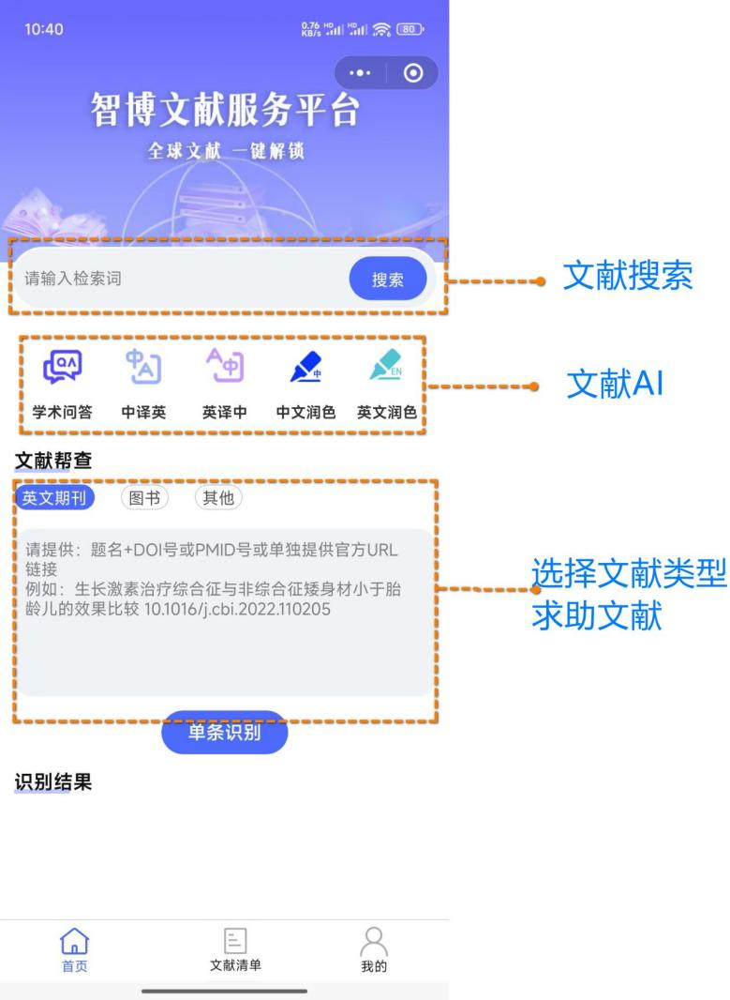 10:40
0.76 KB/s HD HD 80
智博文献服务平台
全球文献 一键解锁
请输入检索词
搜索
文献搜索
QA
中A
A中
中
EN
学术问答 中译英 英译中 中文润色 英文润色
文献AI
文献帮查
英文期刊 图书 其他
请提供：题名+DOI号或PMID号或单独提供官方URL
链接
例如：生长激素治疗综合征与非综合征矮身材小于胎
龄儿的效果比较 10.1016/j.cbi.2022.110205
选择文献类型
求助文献
单条识别
识别结果
首页 文献清单 我的